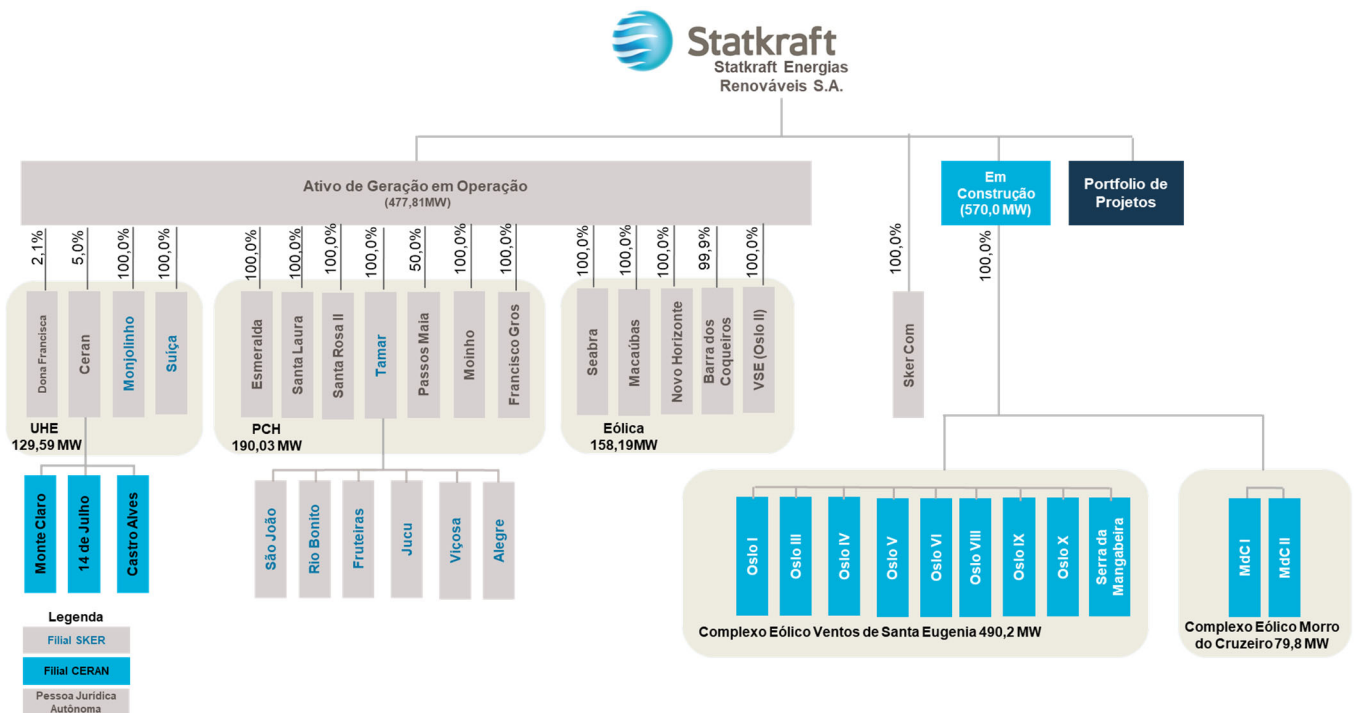 Statkraft
Statkraft Energias
Renováveis S.A.
Ativo de Geração em Operação
(477,81MW)
Em
Construção
(570,0 MW)
Portfolio de
Projetos
2,1%
5,0%
100,0%
100,0%
100,0%
100,0%
100,0%
100,0%
50,0%
100,0%
100,0%
100,0%
100,0%
100,0%
99,9%
100,0%
100,0%
100,0%
Dona Francisca
Ceran
Monjolinho
Suíça
UHE
129,59 MW
Esmeralda
Santa Laura
Santa Rosa II
Tamar
Passos Maia
Moinho
Francisco Gros
PCH
190,03 MW
Seabra
Macaúbas
Novo Horizonte
Barra dos
Coqueiros
VSE (Oslo II)
Eólica
158,19MW
Sker Com
Monte Claro
14 de Julho
Castro Alves
São João
Rio Bonito
Fruteiras
Jucu
Viçosa
Alegre
Oslo I
Oslo III
Oslo IV
Oslo V
Oslo VI
Oslo VIII
Oslo IX
Oslo X
Serra da
Mangabeira
Complexo Eólico Ventos de Santa Eugenia 490,2 MW
MdC I
MdC II
Complexo Eólico Morro
do Cruzeiro 79,8 MW
Legenda
Filial SKER
Filial CERAN
Pessoa Jurídica
Autônoma